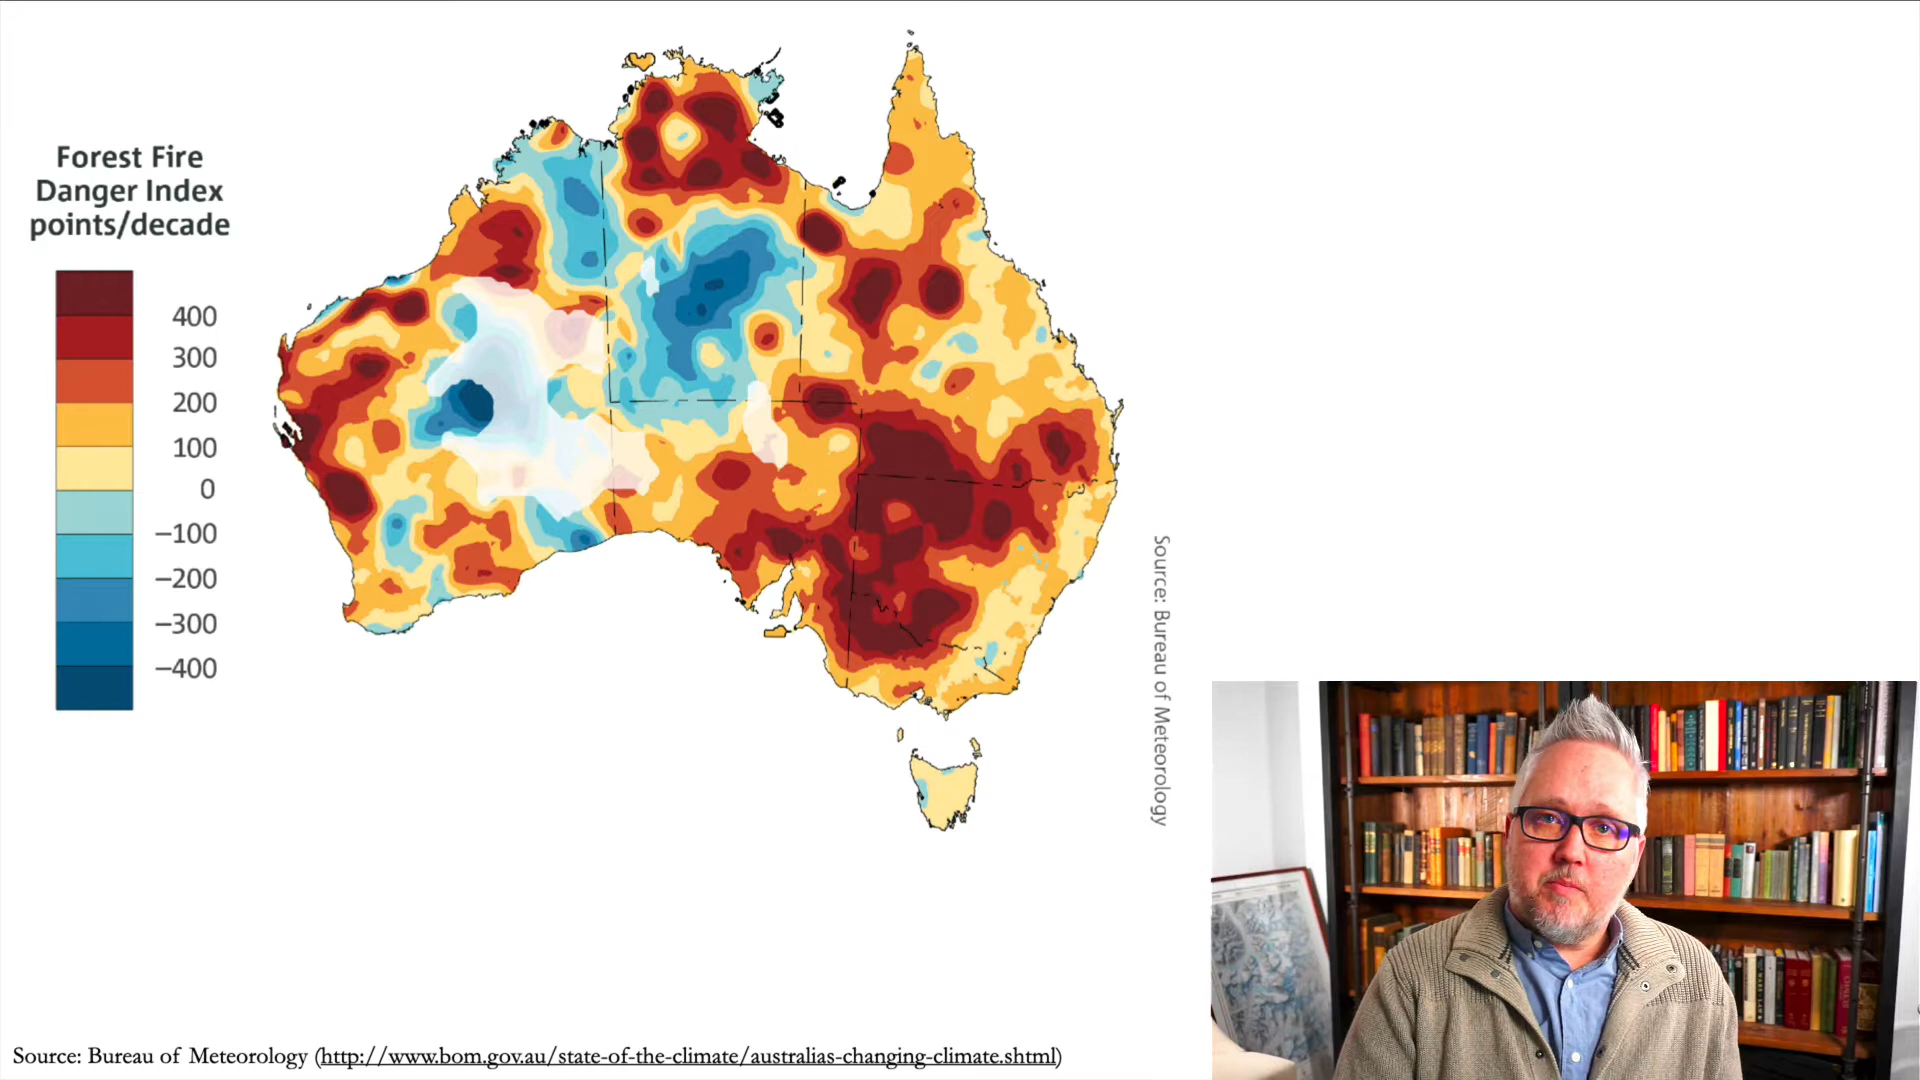 Forest Fire
Danger Index
points/decade
400
300
200
100
0
−100
−200
−300
−400
Source: Bureau of Meteorology
Source: Bureau of Meteorology (http://www.bom.gov.au/state-of-the-climate/australias-changing-climate.shtml)